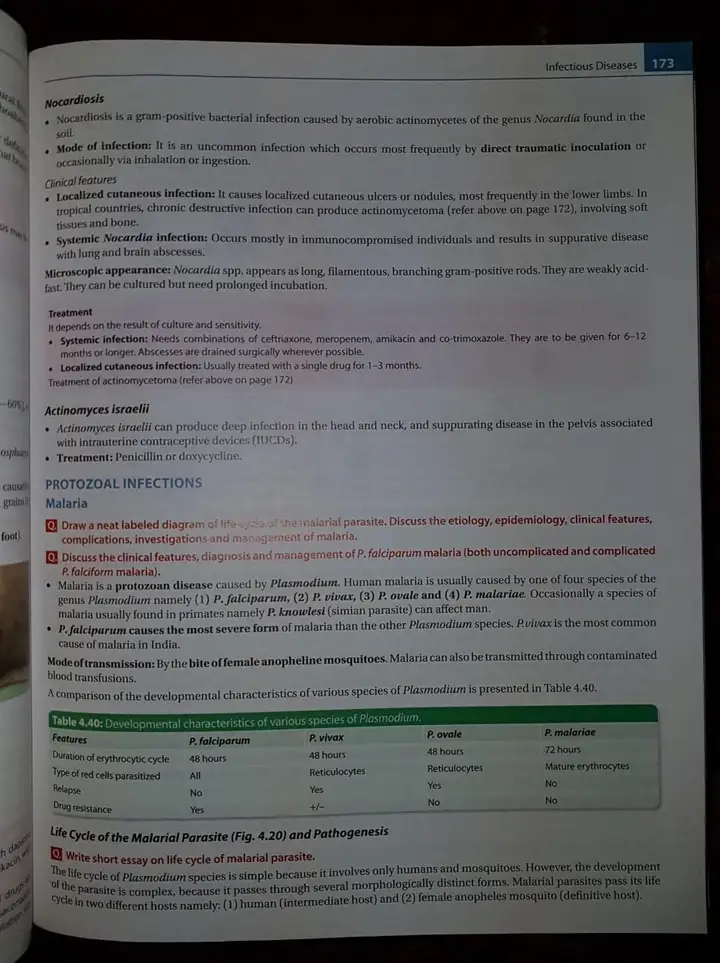 Infectious Diseases 173
Nocardiosis
• Nocardiosis is a gram-positive bacterial infection caused by aerobic actinomycetes of the genus Nocardia found in the
soil.
• Mode of infection: It is an uncommon infection which occurs most frequently by direct traumatic inoculation or
occasionally via inhalation or ingestion.
Clinical features
• Localized cutaneous infection: It causes localized cutaneous ulcers or nodules, most frequently in the lower limbs. In
tropical countries, chronic destructive infection can produce actinomycetoma (refer above on page 172), involving soft
tissues and bone.
• Systemic Nocardia infection: Occurs mostly in immunocompromised individuals and results in suppurative disease
with lung and brain abscesses.
Microscopic appearance: Nocardia spp. appears as long, filamentous, branching gram-positive rods. They are weakly acid-
fast. They can be cultured but need prolonged incubation.
Treatment
It depends on the result of culture and sensitivity.
• Systemic infection: Needs combinations of ceftriaxone, meropenem, amikacin and co-trimoxazole. They are to be given for 6–12
months or longer. Abscesses are drained surgically wherever possible.
• Localized cutaneous infection: Usually treated with a single drug for 1–3 months.
Treatment of actinomycetoma (refer above on page 172)
Actinomyces israelii
• Actinomyces israelii can produce deep infection in the head and neck, and suppurating disease in the pelvis associated
with intrauterine contraceptive devices (IUCDs).
• Treatment: Penicillin or doxycycline.
PROTOZOAL INFECTIONS
Malaria
Q Draw a neat labeled diagram of life cycle of the malarial parasite. Discuss the etiology, epidemiology, clinical features,
complications, investigations and management of malaria.
Q Discuss the clinical features, diagnosis and management of P. falciparum malaria (both uncomplicated and complicated
P. falciform malaria).
• Malaria is a protozoan disease caused by Plasmodium. Human malaria is usually caused by one of four species of the
genus Plasmodium namely (1) P. falciparum, (2) P. vivax, (3) P. ovale and (4) P. malariae. Occasionally a species of
malaria usually found in primates namely P. knowlesi (simian parasite) can affect man.
• P. falciparum causes the most severe form of malaria than the other Plasmodium species. P.vivax is the most common
cause of malaria in India.
Mode of transmission: By the bite of female anopheline mosquitoes. Malaria can also be transmitted through contaminated
blood transfusions.
A comparison of the developmental characteristics of various species of Plasmodium is presented in Table 4.40.
Table 4.40: Developmental characteristics of various species of Plasmodium.
Features P. falciparum P. vivax P. ovale P. malariae
Duration of erythrocytic cycle 48 hours 48 hours 48 hours 72 hours
Type of red cells parasitized All Reticulocytes Reticulocytes Mature erythrocytes
Relapse No Yes Yes No
Drug resistance Yes +/– No No
Life Cycle of the Malarial Parasite (Fig. 4.20) and Pathogenesis
Q Write short essay on life cycle of malarial parasite.
The life cycle of Plasmodium species is simple because it involves only humans and mosquitoes. However, the development
of the parasite is complex, because it passes through several morphologically distinct forms. Malarial parasites pass its life
cycle in two different hosts namely: (1) human (intermediate host) and (2) female anopheles mosquito (definitive host).